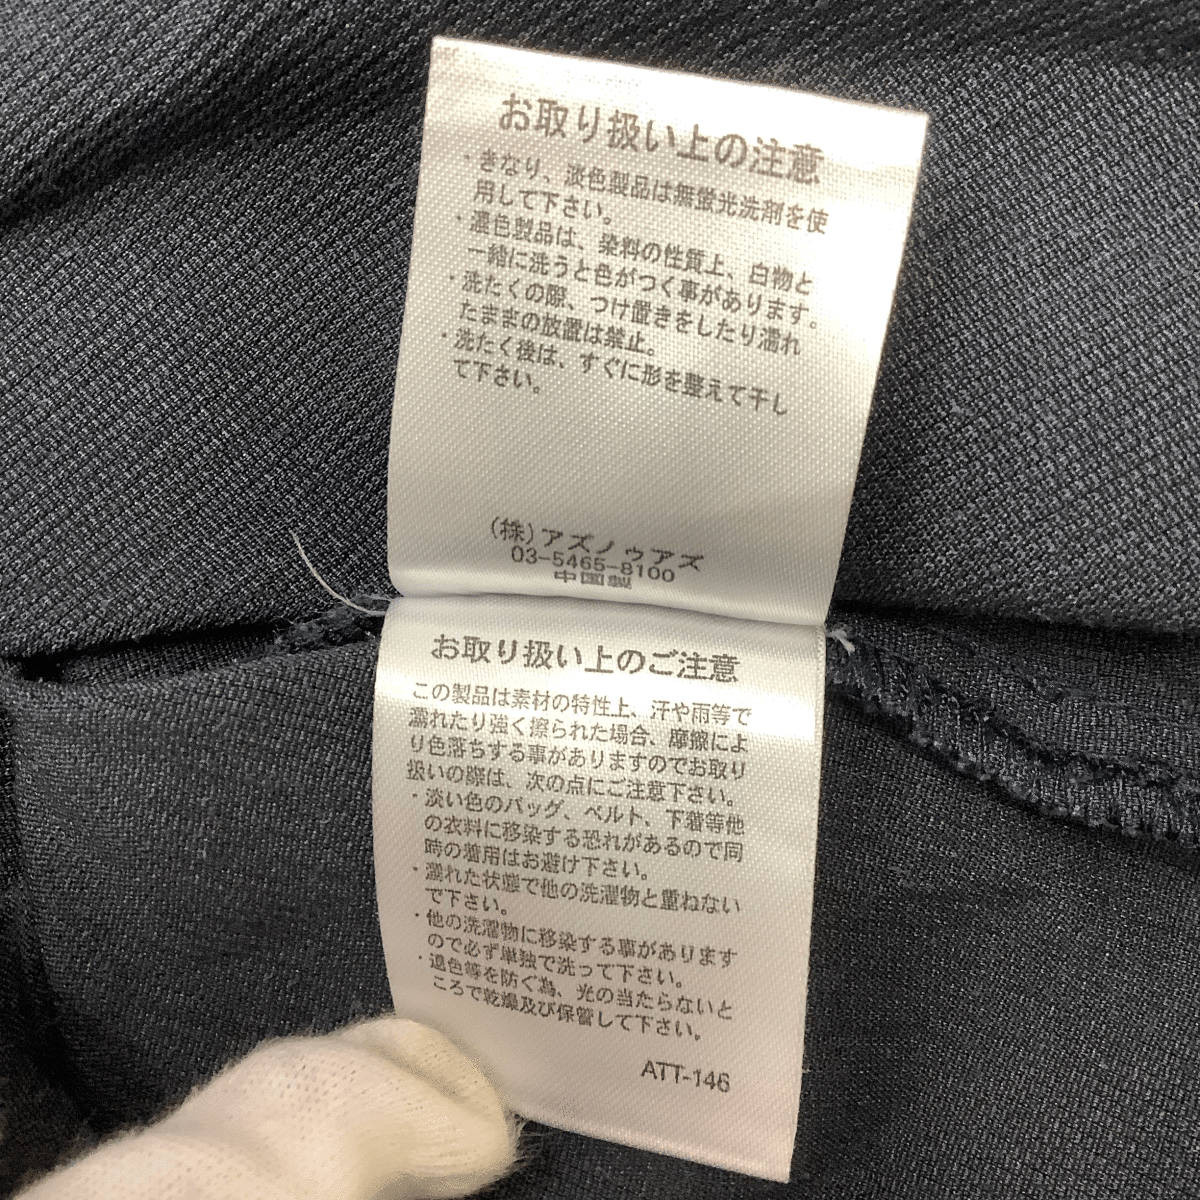 お取り扱い上の注意
・きなり、淡色製品は無蛍光洗剤を使
用して下さい。
・濃色製品は、染料の性質上、白物と
一緒に洗うと色がつく事があります。
・洗たくの際、つけ置きをしたり濡れ
たままの放置は禁止。
・洗たく後は、すぐに形を整えて干し
て下さい。
(株)アズノゥアズ
03-5465-8100
中国製
お取り扱い上のご注意
この製品は素材の特性上、汗や雨等で
濡れたり強く擦られた場合、摩擦によ
り色落ちする事がありますのでお取り
扱いの際は、次の点にご注意下さい。
・淡い色のバッグ、ベルト、下着等他
の衣料に移染する恐れがあるので同
時の着用はお避け下さい。
・濡れた状態で他の洗濯物と重ねない
で下さい。
・他の洗濯物に移染する事があります
ので必ず単独で洗って下さい。
・退色等を防ぐ為、光の当たらないと
ころで乾燥及び保管して下さい。
ATT-146